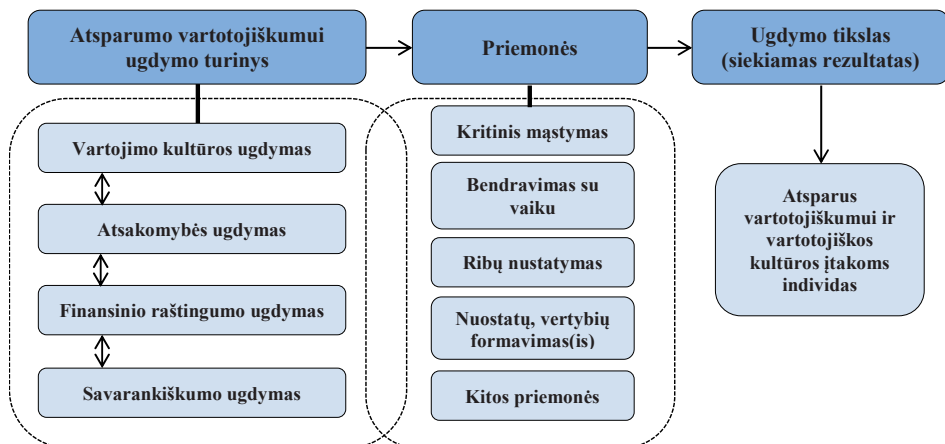 Atsparumo vartotojiškumui
ugdymo turinys
Vartojimo kultūros ugdymas
Atsakomybės ugdymas
Finansinio raštingumo ugdymas
Savarankiškumo ugdymas
Priemonės
Kritinis mąstymas
Bendravimas su
vaiku
Ribų nustatymas
Nuostatų, vertybių
formavimas(is)
Kitos priemonės
Ugdymo tikslas
(siekiamas rezultatas)
Atsparus
vartotojiškumui ir
vartotojiškos
kultūros įtakoms
individas